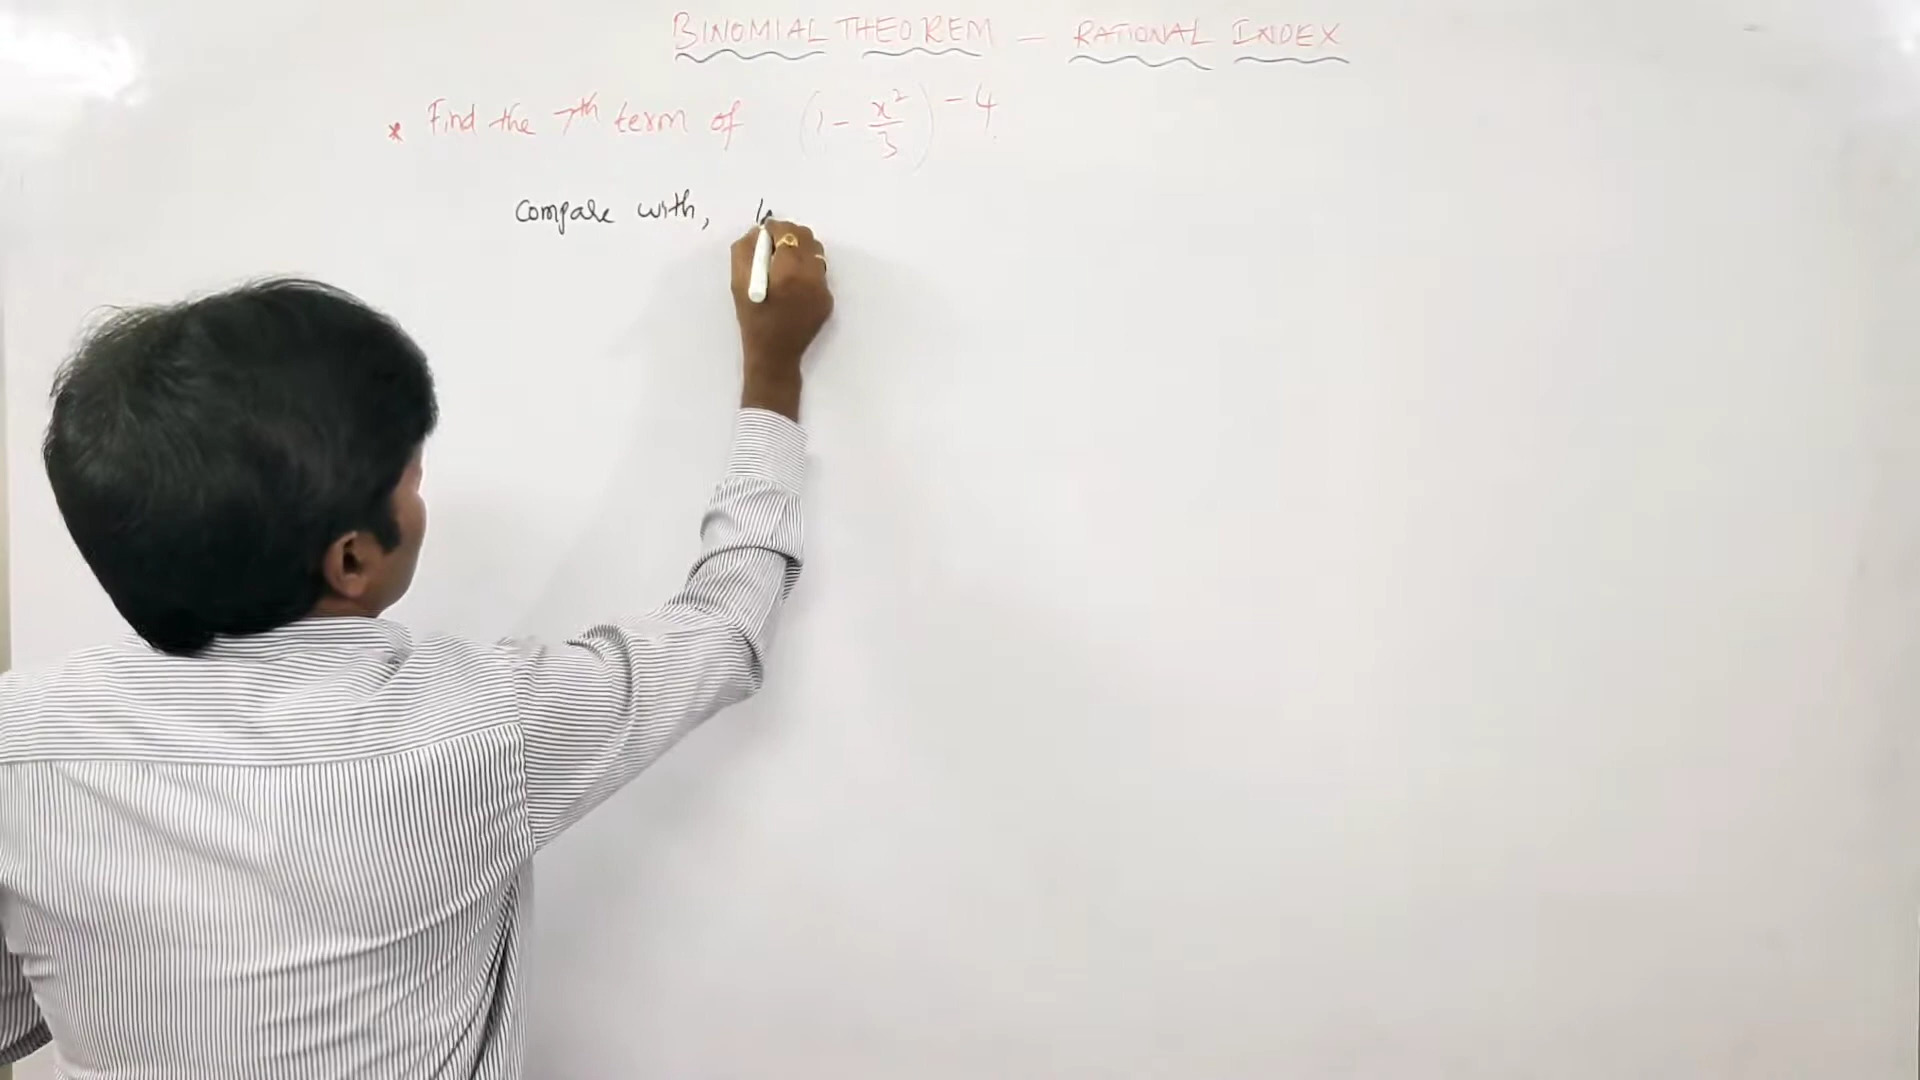 BINOMIAL THEOREM - RATIONAL INDEX
* Find the 7th term of (1 - x²/3)^-4
Compare with,